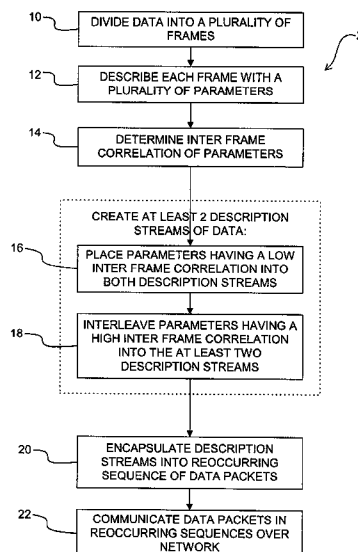 10
DIVIDE DATA INTO A PLURALITY OF
FRAMES
12
DESCRIBE EACH FRAME WITH A
PLURALITY OF PARAMETERS
14
DETERMINE INTER FRAME
CORRELATION OF PARAMETERS
CREATE AT LEAST 2 DESCRIPTION
STREAMS OF DATA:
16
PLACE PARAMETERS HAVING A LOW
INTER FRAME CORRELATION INTO
BOTH DESCRIPTION STREAMS
18
INTERLEAVE PARAMETERS HAVING A
HIGH INTER FRAME CORRELATION
INTO THE AT LEAST TWO
DESCRIPTION STREAMS
20
ENCAPSULATE DESCRIPTION
STREAMS INTO REOCCURRING
SEQUENCE OF DATA PACKETS
22
COMMUNICATE DATA PACKETS IN
REOCCURRING SEQUENCES OVER
NETWORK